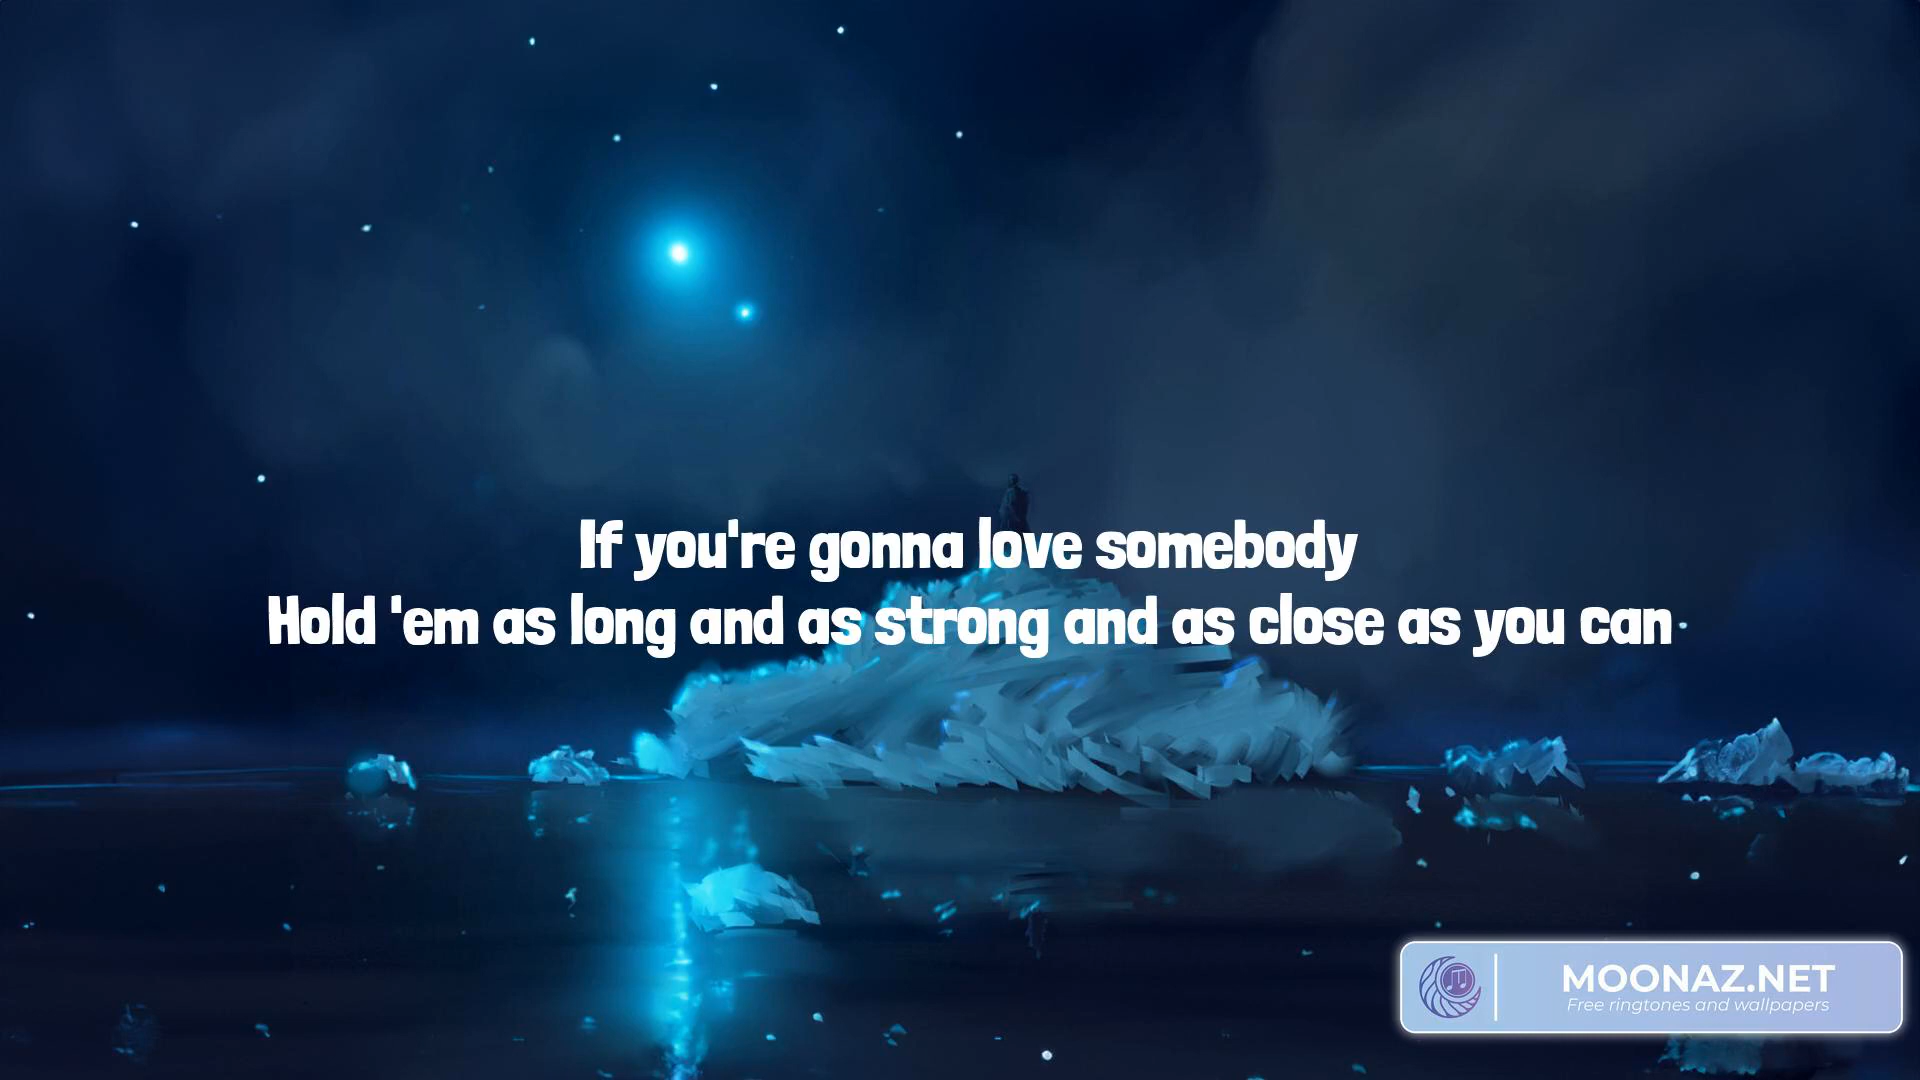 If you're gonna love somebody
Hold 'em as long and as strong and as close as you can
MOONAZ.NET
Free ringtones and wallpapers